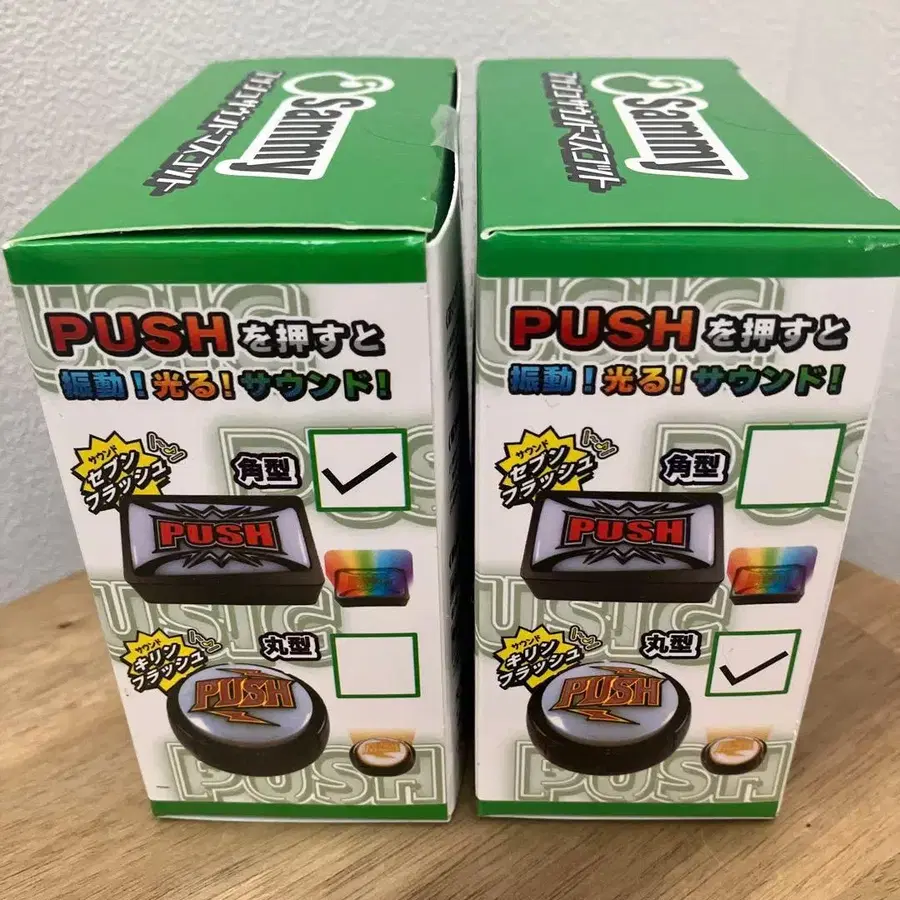 sammy
PUSHを押すと
振動！光る！サウンド！
サウンド
セブン
フラッシュ
角型
PUSH
サウンド
キリン
フラッシュ
丸型
PUSH
PUSH
sammy
PUSHを押すと
振動！光る！サウンド！
サウンド
セブン
フラッシュ
角型
PUSH
サウンド
キリン
フラッシュ
丸型
PUSH
PUSH